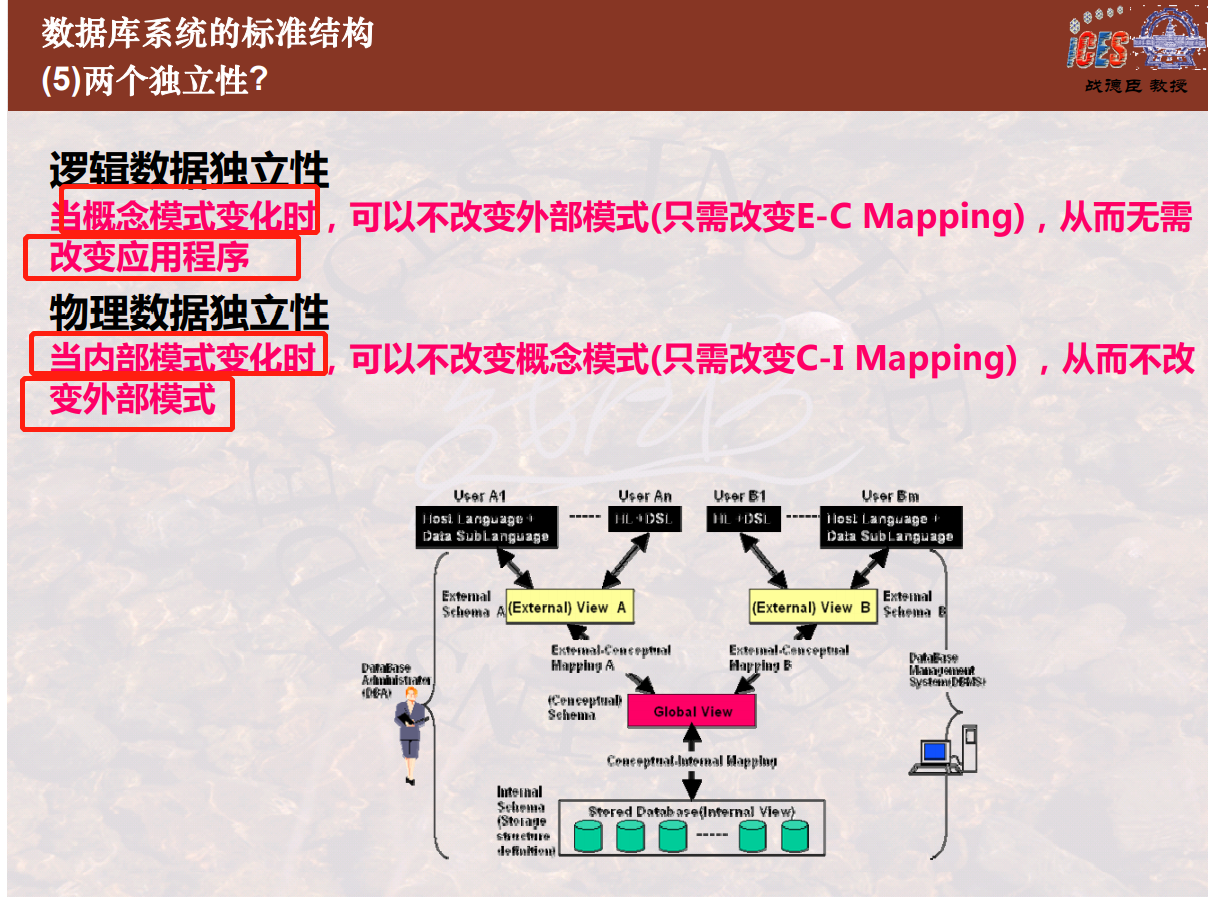 数据库系统的标准结构
(5)两个独立性?
iCES
战德臣 教授
逻辑数据独立性
当概念模式变化时，可以不改变外部模式(只需改变E-C Mapping)，从而无需
改变应用程序
物理数据独立性
当内部模式变化时，可以不改变概念模式(只需改变C-I Mapping) ，从而不改
变外部模式
User A1
User An
User B1
User Bm
Host Language +
Data SubLanguage
HL+DSL
HL +DSL
Host Language +
Data SubLanguage
External
Schema A
(External) View A
(External) View B
External
Schema B
External-Conceptual
Mapping A
External-Conceptual
Mapping B
DataBase
Administrator
(DBA)
DataBase
Management
System(DBMS)
(Conceptual)
Schema
Global View
Conceptual-Internal Mapping
Internal
Schema
(Storage
structure
definition)
Stored Database(Internal View)